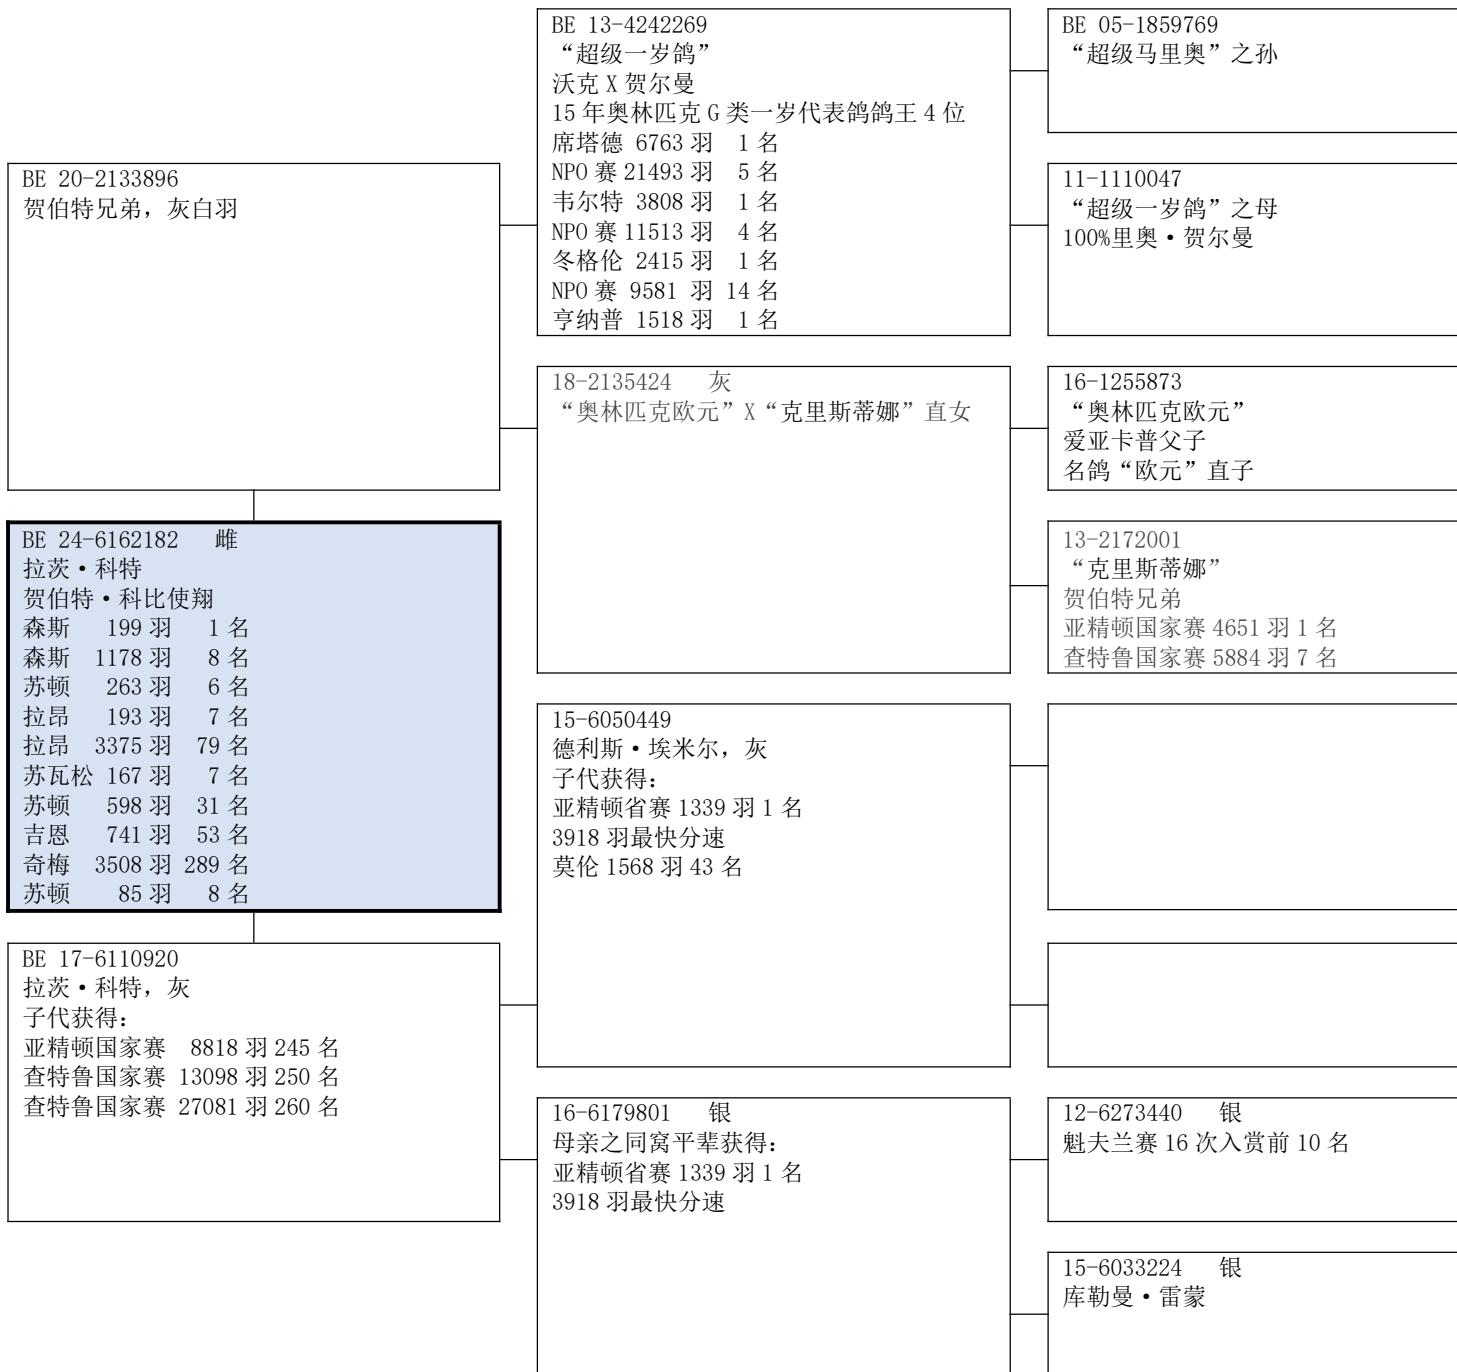 BE 20-2133896
贺伯特兄弟，灰白羽
BE 24-6162182 雌
拉茨•科特
贺伯特·科比使翔
森斯 199 羽 1 名
森斯 1178 羽 8 名
苏顿 263 羽 6 名
拉昂 193 羽 7 名
拉昂 3375 羽 79 名
苏瓦松 167 羽 7 名
苏顿 598 羽 31 名
吉恩 741 羽 53 名
奇梅 3508 羽 289 名
苏顿 85 羽 8 名
BE 17-6110920
拉茨•科特，灰
子代获得：
亚精顿国家赛 8818 羽 245 名
查特鲁国家赛 13098 羽 250 名
查特鲁国家赛 27081 羽 260 名
BE 13-4242269
“超级一岁鸽”
沃克 X 贺尔曼
15 年奥林匹克 G 类一岁代表鸽鸽王 4 位
席塔德 6763 羽 1 名
NPO 赛 21493 羽 5 名
韦尔特 3808 羽 1 名
NPO 赛 11513 羽 4 名
冬格伦 2415 羽 1 名
NPO 赛 9581 羽 14 名
亨纳普 1518 羽 1 名
18-2135424 灰
“奥林匹克欧元”X“克里斯蒂娜”直女
15-6050449
德利斯•埃米尔，灰
子代获得：
亚精顿省赛 1339 羽 1 名
3918 羽最快分速
莫伦 1568 羽 43 名
16-6179801 银
母亲之同窝平辈获得：
亚精顿省赛 1339 羽 1 名
3918 羽最快分速
BE 05-1859769
“超级马里奥”之孙
11-1110047
“超级一岁鸽”之母
100%里奥•贺尔曼
16-1255873
“奥林匹克欧元”
爱亚卡普父子
名鸽“欧元”直子
13-2172001
“克里斯蒂娜”
贺伯特兄弟
亚精顿国家赛 4651 羽 1 名
查特鲁国家赛 5884 羽 7 名
12-6273440 银
魁夫兰赛 16 次入赏前 10 名
15-6033224 银
库勒曼•雷蒙